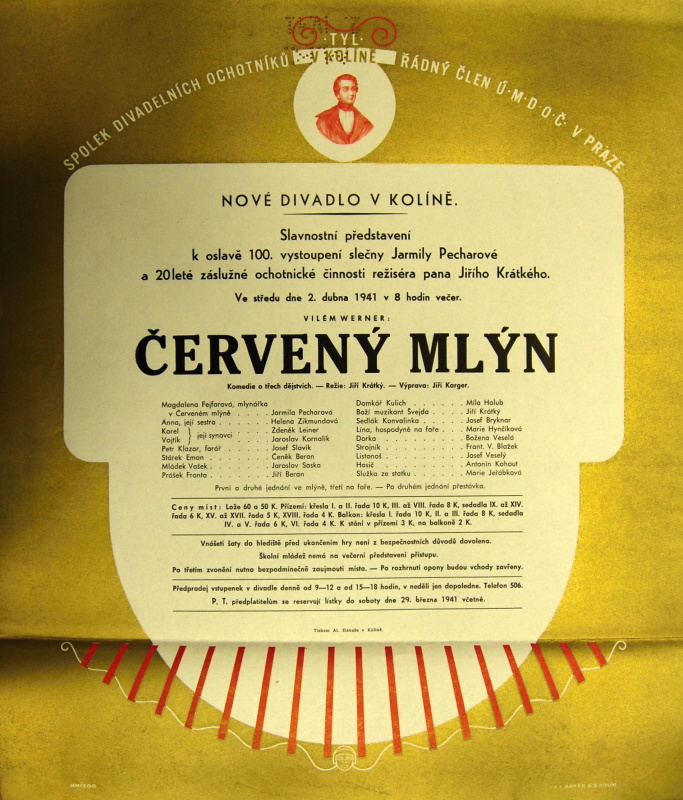 TYL
V KOLÍNĚ
SPOLEK DIVADELNÍCH OCHOTNÍKŮ
ŘÁDNÝ ČLEN Ú·M·D·O·Č· V PRAZE
NOVÉ DIVADLO V KOLÍNĚ.
Slavnostní představení
k oslavě 100. vystoupení slečny Jarmily Pecharové
a 20leté záslužné ochotnické činnosti režiséra pana Jiřího Krátkého.
Ve středu dne 2. dubna 1941 v 8 hodin večer.
VILÉM WERNER:
ČERVENÝ MLÝN
Komedie o třech dějstvích. — Režie: Jiří Krátký. — Výprava: Jiří Karger.
Magdalena Fejfarová, mlynářka
v Červeném mlýně . . . . Jarmila Pecharová
Anna, její sestra . . . . . Helena Zikmundová
Karel } její synovci . . . . Zdeněk Leiner
Vojtík . . . . Jaroslav Kornalík
Petr Klazar, farář . . . . . Josef Slavík
Stárek Eman . . . . . . Čeněk Beran
Mládek Vašek . . . . . . Jaroslav Saska
Prášek Franta . . . . . . Jiří Beran
Domkář Kulich . . . . . . Míla Holub
Boží muzikant Švejda . . . . Jiří Krátký
Sedlák Konvalinka . . . . . Josef Bryknar
Lína, hospodyně na faře . . . Marie Hynčíková
Dorka . . . . . . . Božena Veselá
Strojník . . . . . . . Frant. V. Blažek
Listonoš . . . . . . . Josef Veselý
Hasič . . . . . . . Antonín Kohout
Služka ze statku . . . . . Marie Jeřábková
První a druhé jednání ve mlýně, třetí na faře. — Po druhém jednání přestávka.
Ceny míst: Lože 60 a 50 K. Přízemí: křesla I. a II. řada 10 K, III. až VIII. řada 8 K, sedadla IX. až XIV.
řada 6 K, XV. až XVII. řada 5 K, XVIII. řada 4 K. Balkon: křesla I. řada 10 K, II. a III. řada 8 K, sedadla
IV. a V. řada 6 K, VI. řada 4 K. K stání v přízemí 3 K, na balkoně 2 K.
Vnášeti šaty do hlediště před ukončením hry není z bezpečnostních důvodů dovoleno.
Školní mládež nemá na večerní představení přístupu.
Po třetím zvonění nutno bezpodmínečně zaujmouti místa. — Po rozhrnutí opony budou vchody zavřeny.
Předprodej vstupenek v divadle denně od 9—12 a od 15—18 hodin, v neděli jen dopoledne. Telefon 506.
P. T. předplatitelům se reservují lístky do soboty dne 29. března 1941 včetně.
Tiskem Al. Hanuše v Kolíně.